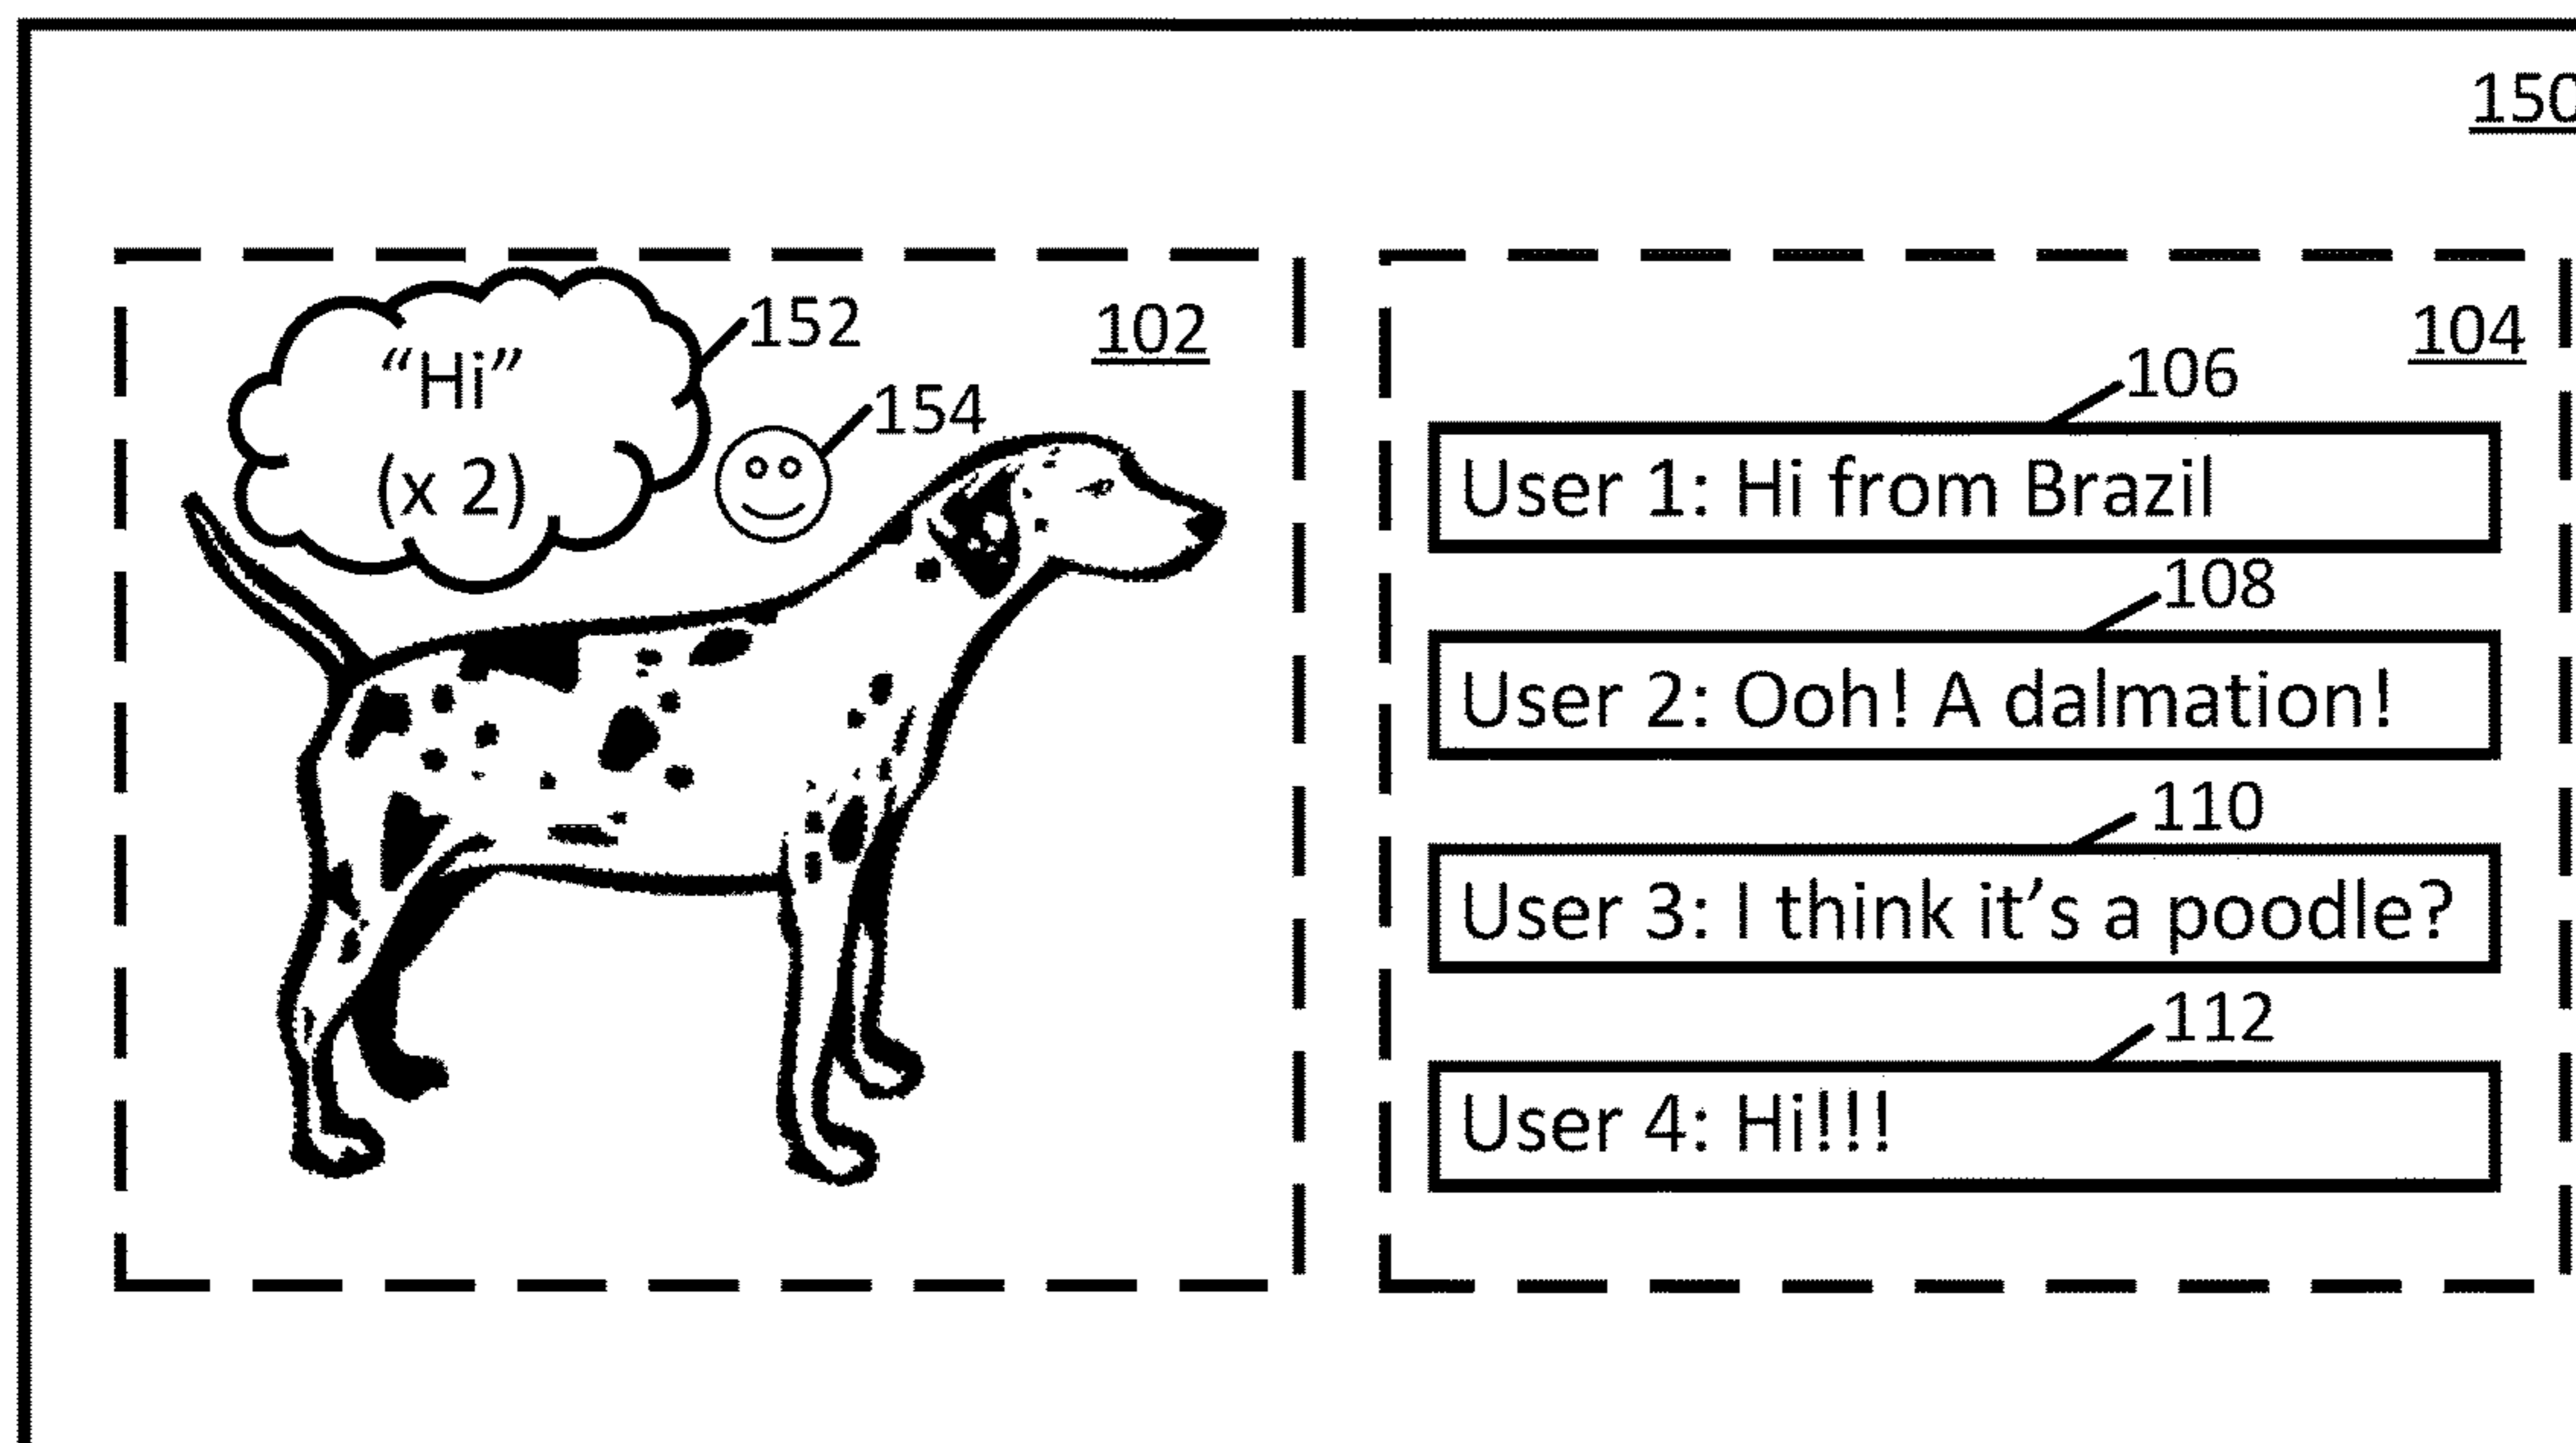 150
152
102
"Hi"
(x 2)
154
104
106
User 1: Hi from Brazil
108
User 2: Ooh! A dalmation!
110
User 3: I think it’s a poodle?
112
User 4: Hi!!!